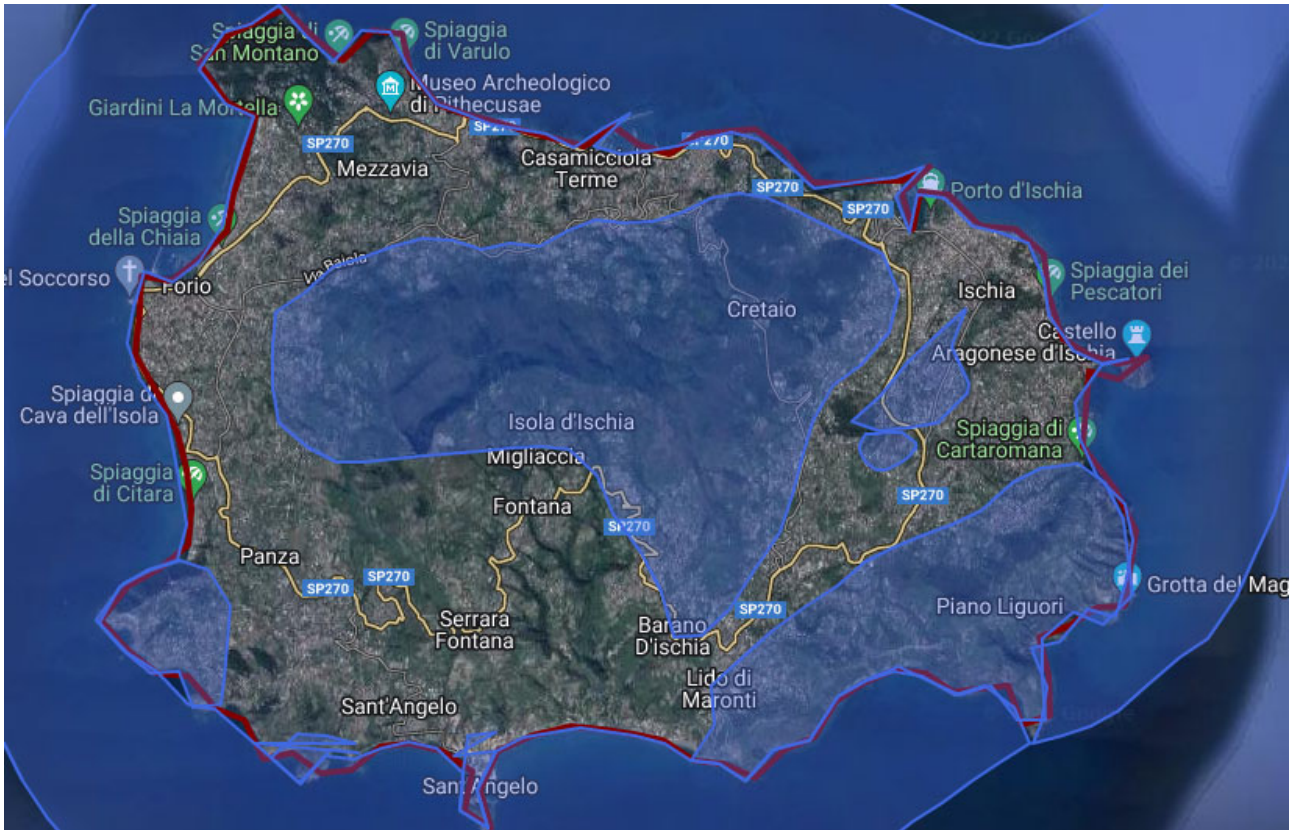 Spiaggia di
San Montano
Spiaggia
di Varulo
Museo Archeologico
di Pithecusae
Giardini La Mortella
SP270
SP270
SP270
Mezzavia
Casamicciola
Terme
SP270
SP270
Porto d'Ischia
Spiaggia
della Chiaia
Via Baiola
el Soccorso
Forio
Ischia
Spiaggia dei
Pescatori
Cretaio
Castello
Aragonese d'Ischia
Spiaggia di
Cava dell'Isola
Isola d'Ischia
Spiaggia di
Cartaromana
Migliaccia
Spiaggia
di Citara
SP270
Fontana
SP270
Panza
SP270
SP270
Grotta del Mag
SP270
Piano Liguori
Serrara
Fontana
Barano
D'ischia
Lido di
Maronti
Sant'Angelo
Sant'Angelo